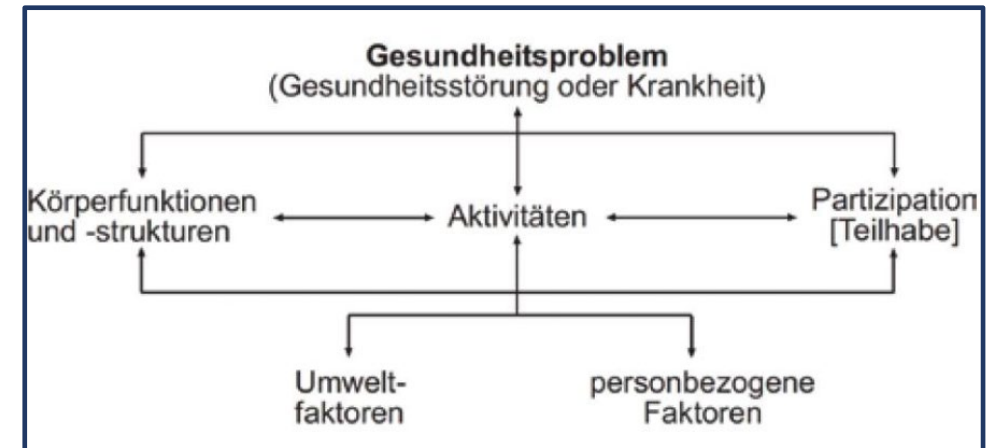 Gesundheitsproblem
(Gesundheitsstörung oder Krankheit)
Körperfunktionen
und -strukturen
Aktivitäten
Partizipation
[Teilhabe]
Umwelt-
faktoren
personbezogene
Faktoren